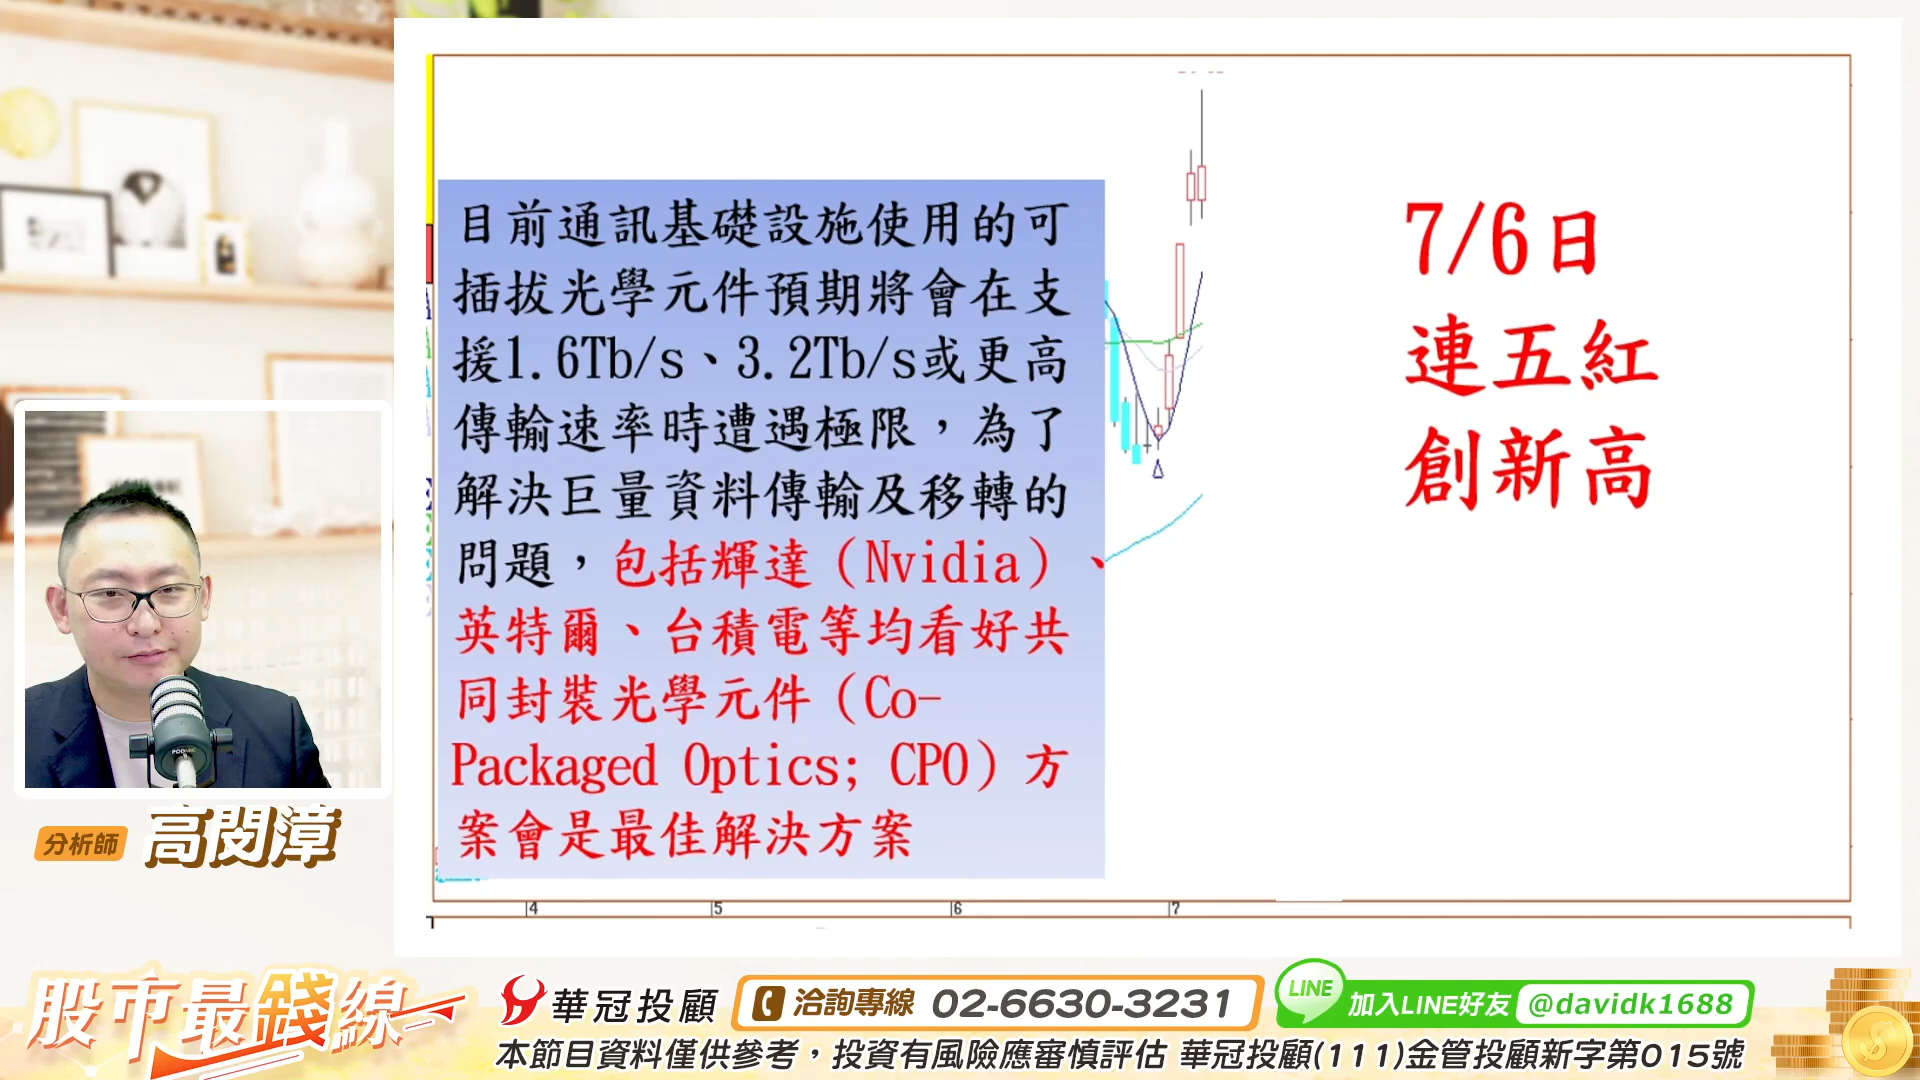 目前通訊基礎設施使用的可
插拔光學元件預期將會在支
援1.6Tb/s、3.2Tb/s或更高
傳輸速率時遭遇極限，為了
解決巨量資料傳輸及移轉的
問題，包括輝達（Nvidia）、
英特爾、台積電等均看好共
同封裝光學元件（Co-
Packaged Optics; CPO）方
案會是最佳解決方案
7/6日
連五紅
創新高
4 5 6 7
分析師 高閔漳
PODMIC
股市最錢線
華冠投顧 洽詢專線 02-6630-3231
LINE 加入LINE好友 @davidk1688
本節目資料僅供參考，投資有風險應審慎評估 華冠投顧(111)金管投顧新字第015號